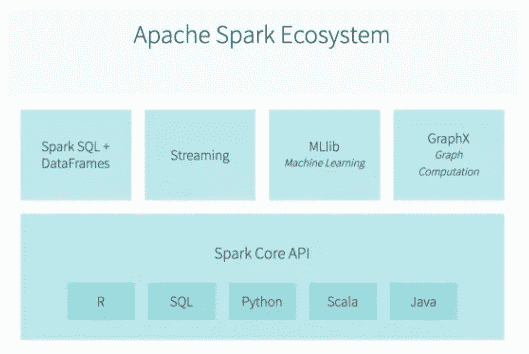 Apache Spark Ecosystem
Spark SQL +
DataFrames
Streaming
MLlib
Machine Learning
GraphX
Graph
Computation
Spark Core API
R
SQL
Python
Scala
Java